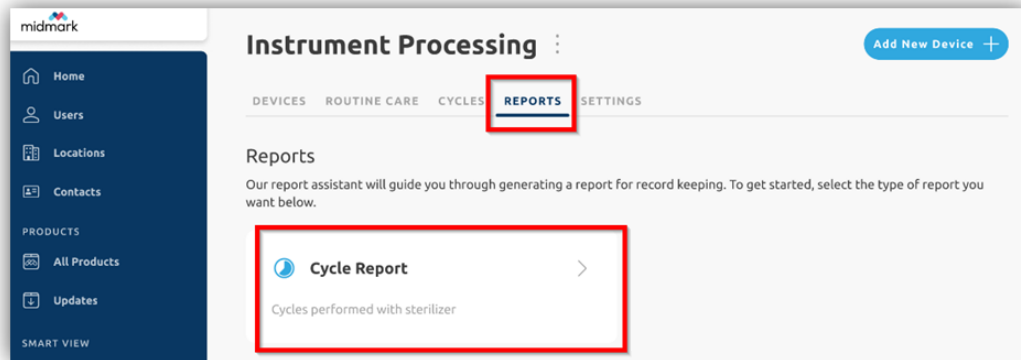 midmark
Home
Users
Locations
Contacts
PRODUCTS
All Products
Updates
SMART VIEW
Instrument Processing
Add New Device
DEVICES ROUTINE CARE CYCLES REPORTS SETTINGS
Reports
Our report assistant will guide you through generating a report for record keeping. To get started, select the type of report you
want below.
Cycle Report
Cycles performed with sterilizer